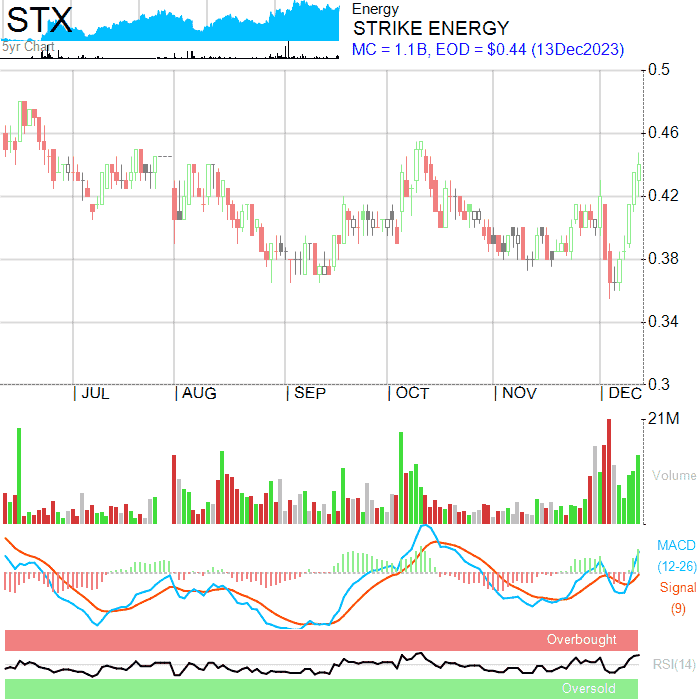 STX
5yr Chart
Energy
STRIKE ENERGY
MC = 1.1B, EOD = $0.44 (13Dec2023)
0.5
0.46
0.42
0.38
0.34
0.3
JUL AUG SEP OCT NOV DEC
21M
Volume
MACD
(12-26)
Signal
(9)
Overbought
RSI(14)
Oversold